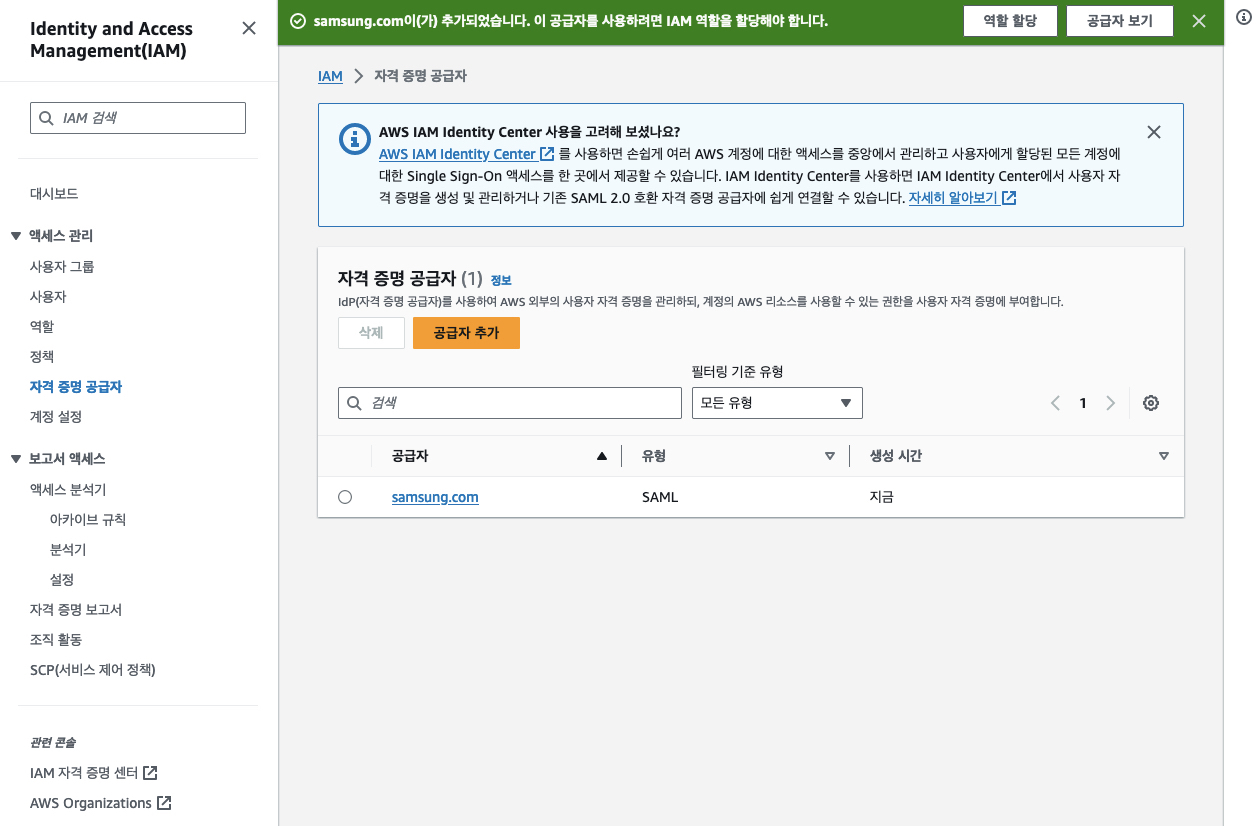 Identity and Access
Management(IAM)
IAM 검색
대시보드
액세스 관리
사용자 그룹
사용자
역할
정책
자격 증명 공급자
계정 설정
보고서 액세스
액세스 분석기
아카이브 규칙
분석기
설정
자격 증명 보고서
조직 활동
SCP(서비스 제어 정책)
관련 콘솔
IAM 자격 증명 센터
AWS Organizations
samsung.com이(가) 추가되었습니다. 이 공급자를 사용하려면 IAM 역할을 할당해야 합니다.
역할 할당
공급자 보기
IAM > 자격 증명 공급자
AWS IAM Identity Center 사용을 고려해 보셨나요?
AWS IAM Identity Center 를 사용하면 손쉽게 여러 AWS 계정에 대한 액세스를 중앙에서 관리하고 사용자에게 할당된 모든 계정에
대한 Single Sign-On 액세스를 한 곳에서 제공할 수 있습니다. IAM Identity Center를 사용하면 IAM Identity Center에서 사용자 자
격 증명을 생성 및 관리하거나 기존 SAML 2.0 호환 자격 증명 공급자에 쉽게 연결할 수 있습니다. 자세히 알아보기
자격 증명 공급자 (1) 정보
IdP(자격 증명 공급자)를 사용하여 AWS 외부의 사용자 자격 증명을 관리하되, 계정의 AWS 리소스를 사용할 수 있는 권한을 사용자 자격 증명에 부여합니다.
삭제
공급자 추가
필터링 기준 유형
검색
모든 유형
1
공급자 유형 생성 시간
samsung.com SAML 지금